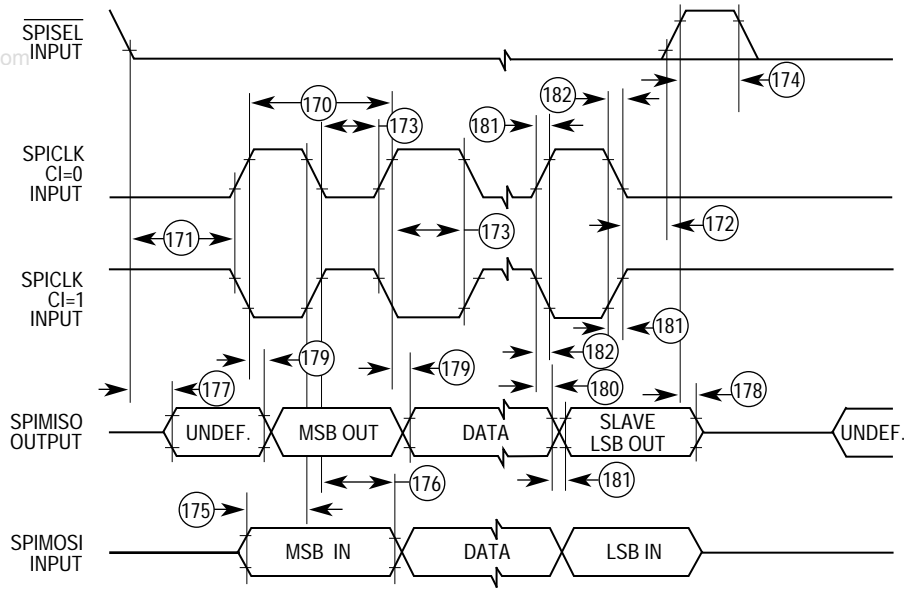 SPISEL
INPUT
om
174
182
170
173
181
SPICLK
CI=0
INPUT
171
173
172
SPICLK
CI=1
INPUT
181
179
179
182
177
180
178
SPIMISO
OUTPUT
UNDEF.
MSB OUT
DATA
SLAVE
LSB OUT
UNDEF.
176
181
175
SPIMOSI
INPUT
MSB IN
DATA
LSB IN